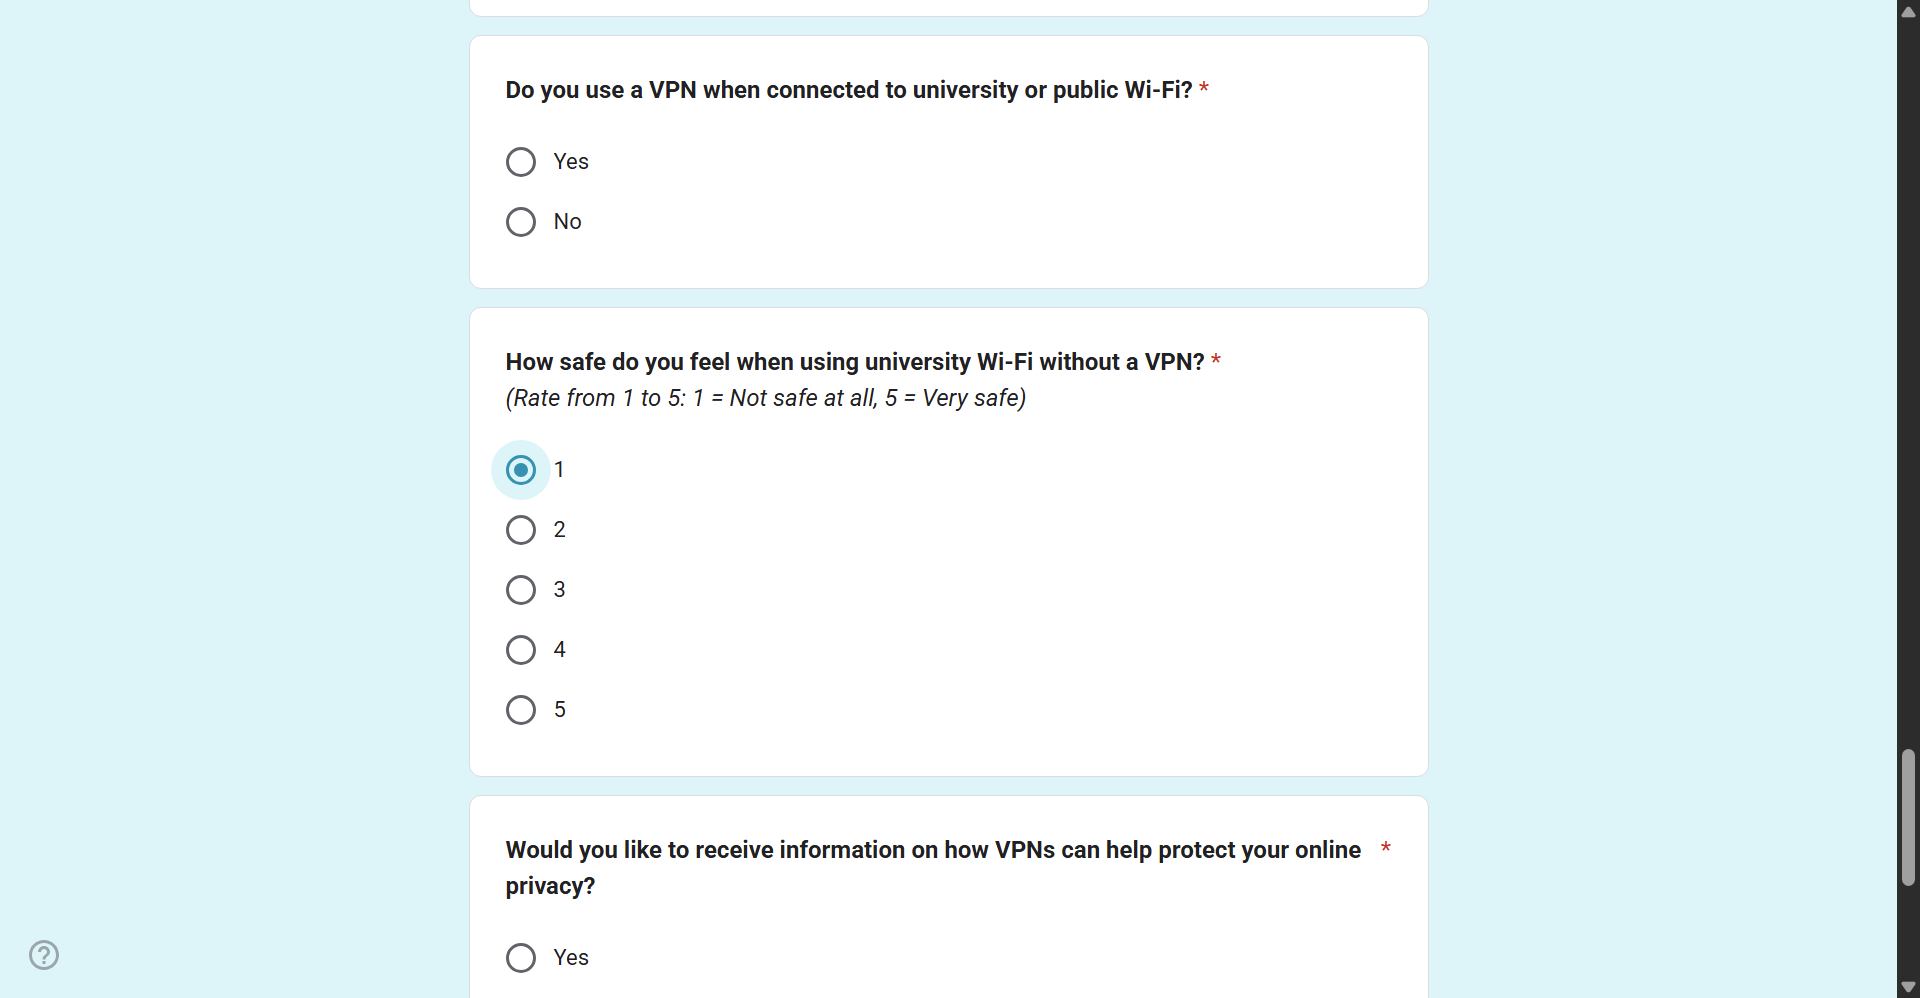 Do you use a VPN when connected to university or public Wi-Fi? *
Yes
No
How safe do you feel when using university Wi-Fi without a VPN? *
(Rate from 1 to 5: 1 = Not safe at all, 5 = Very safe)
1
2
3
4
5
Would you like to receive information on how VPNs can help protect your online *
privacy?
Yes
?